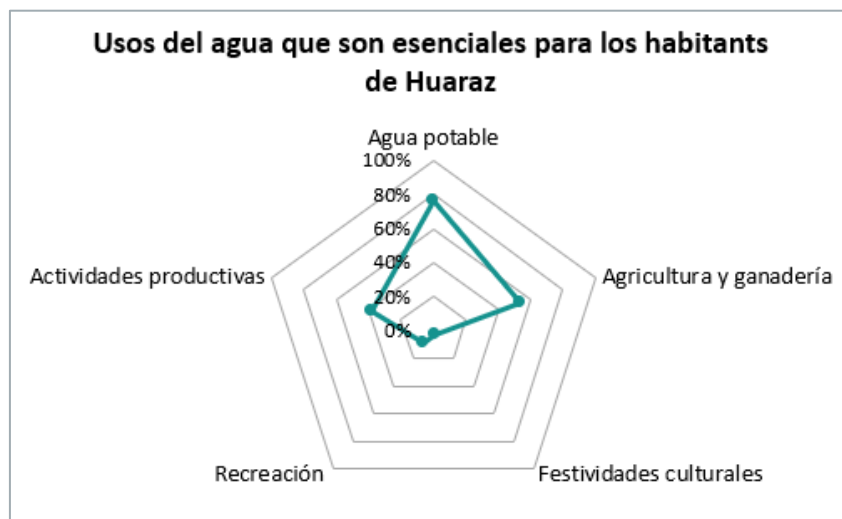 Usos del agua que son esenciales para los habitants
de Huaraz
Agua potable
100%
80%
60%
40%
20%
0%
Actividades productivas
Agricultura y ganadería
Recreación
Festividades culturales